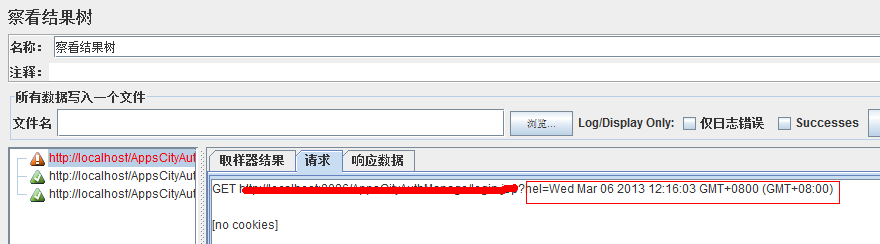 察看结果树
名称： 察看结果树
注释：
所有数据写入一个文件
文件名 浏览... Log/Display Only: 仅日志错误 Successes
http://localhost/AppsCityAut
http://localhost/AppsCityAut
http://localhost/AppsCityAut
取样器结果 请求 响应数据
GET ?hel=Wed Mar 06 2013 12:16:03 GMT+0800 (GMT+08:00)
[no cookies]